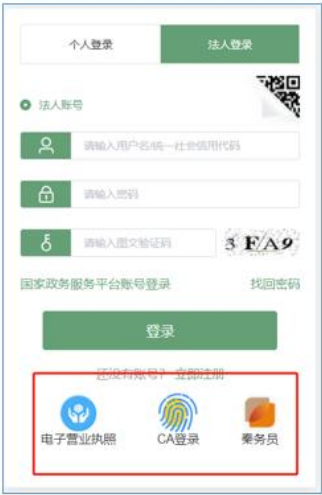 个人登录 法人登录
法人账号
请输入用户名/统一社会信用代码
请输入密码
请输入图文验证码 3 F/A9
国家政务服务平台账号登录 找回密码
登录
还没有账号? 立即注册
电子营业执照 CA登录 秦务员